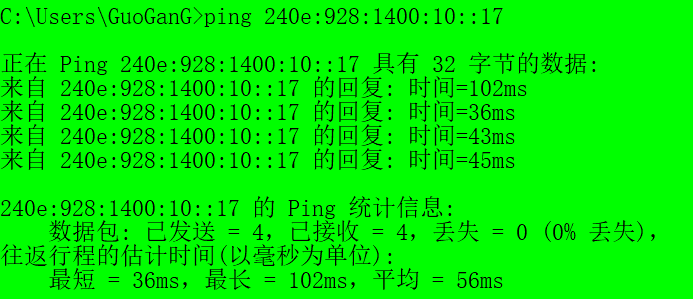 C:\Users\GuoGanG>ping 240e:928:1400:10::17
正在 Ping 240e:928:1400:10::17 具有 32 字节的数据:
来自 240e:928:1400:10::17 的回复: 时间=102ms
来自 240e:928:1400:10::17 的回复: 时间=36ms
来自 240e:928:1400:10::17 的回复: 时间=43ms
来自 240e:928:1400:10::17 的回复: 时间=45ms
240e:928:1400:10::17 的 Ping 统计信息:
数据包: 已发送 = 4，已接收 = 4，丢失 = 0 (0% 丢失)，
往返行程的估计时间(以毫秒为单位):
最短 = 36ms，最长 = 102ms，平均 = 56ms